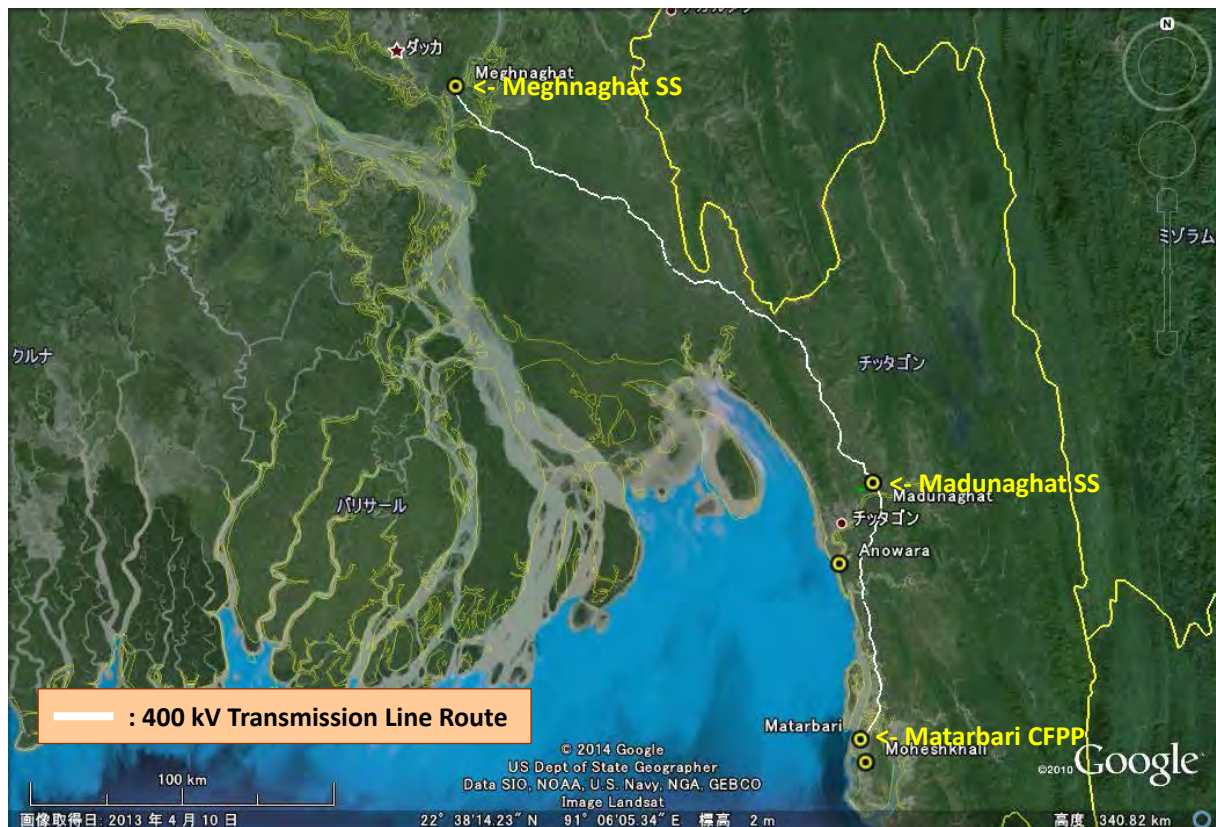 N
ダッカ
Meghnaghat
<- Meghnaghat SS
ミゾラム
クルナ
チッタゴン
<- Madunaghat SS
Madunaghat
バリサール
チッタゴン
Anowara
: 400 kV Transmission Line Route
Matarbari
<- Matarbari CFPP
Moheshkhali
© 2014 Google
US Dept of State Geographer
Data SIO, NOAA, U.S. Navy, NGA, GEBCO
Image Landsat
©2010 Google
100 km
画像取得日: 2013 年 4 月 10 日
22° 38'14.23" N 91° 06'05.34" E 標高 2 m
高度 340.82 km